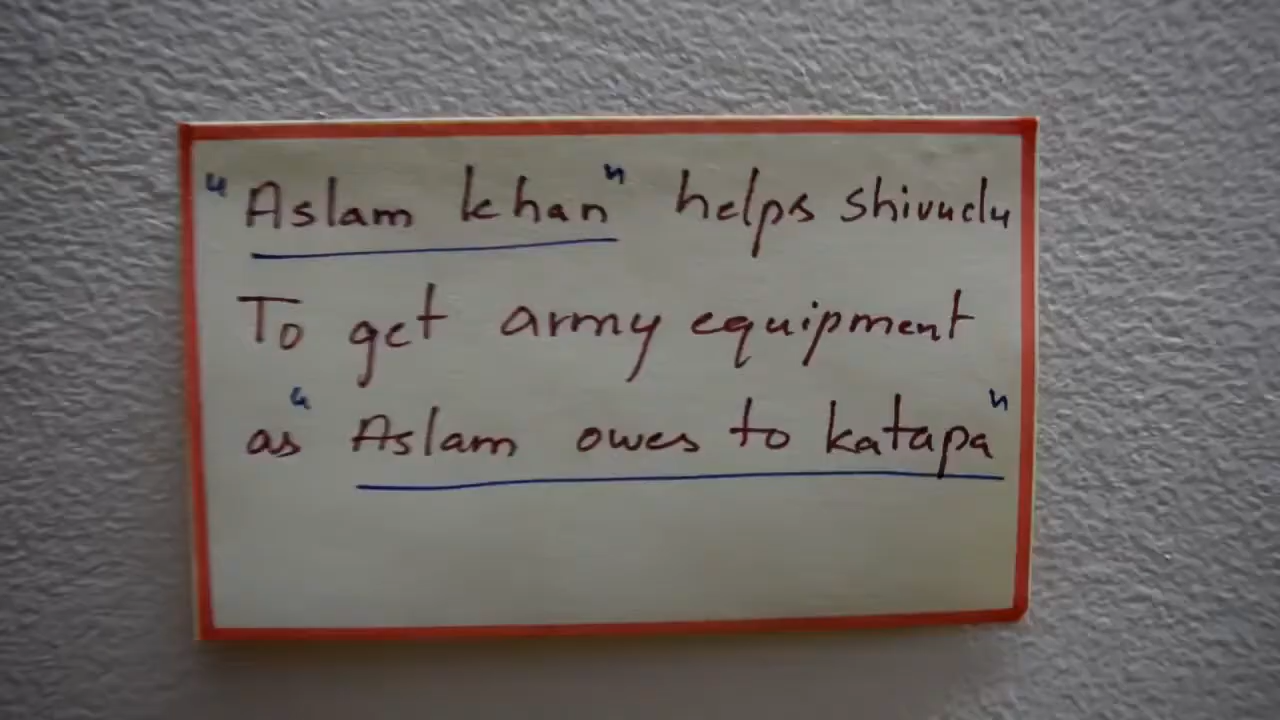 "Aslam khan" helps shivudu
To get army equipment
as "Aslam owes to katapa"